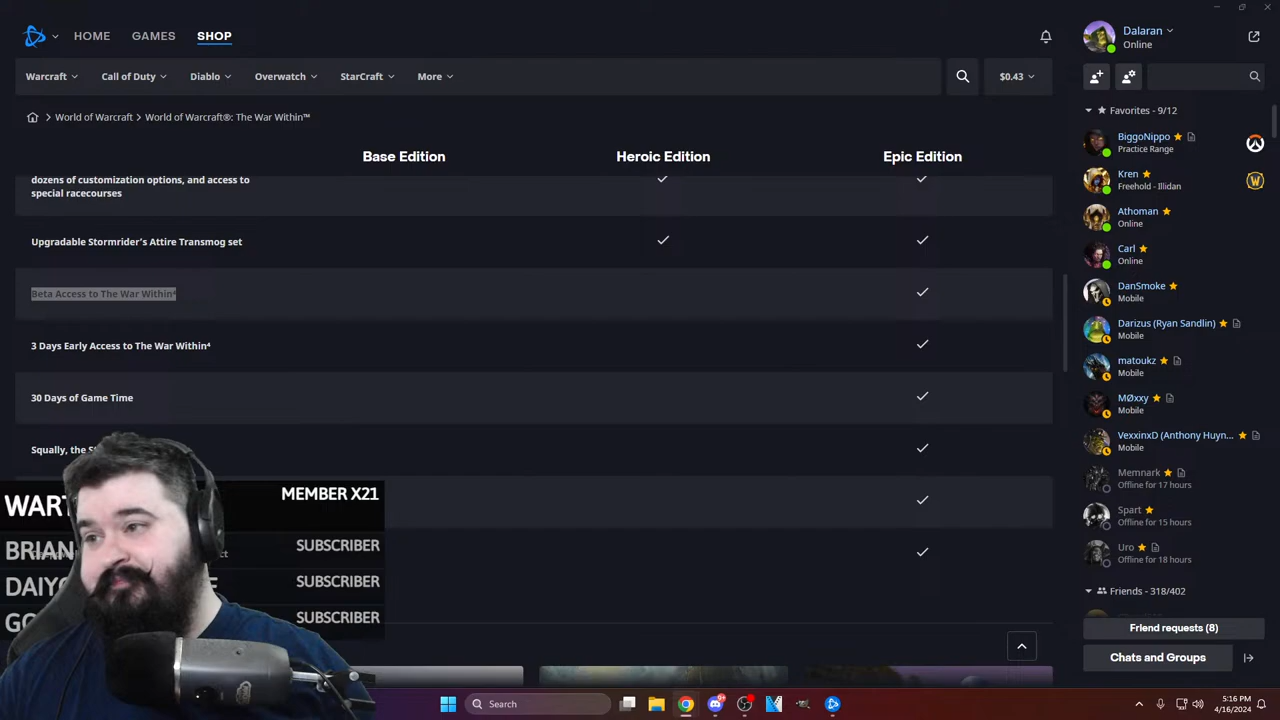 HOME
GAMES
SHOP
Dalaran
Online
Warcraft
Call of Duty
Diablo
Overwatch
StarCraft
More
$0.43
Favorites - 9/12
World of Warcraft
World of Warcraft®: The War Within™
BiggoNippo
Practice Range
Base Edition
Heroic Edition
Epic Edition
Kren
Freehold - Illidan
dozens of customization options, and access to
special racecourses
Athoman
Online
Upgradable Stormrider's Attire Transmog set
Carl
Online
Beta Access to The War Within⁴
DanSmoke
Mobile
Darizus (Ryan Sandlin)
Mobile
3 Days Early Access to The War Within⁴
matoukz
Mobile
30 Days of Game Time
MØxxy
Mobile
Squally, the
VexxinxD (Anthony Huyn...
Mobile
Memnark
Offline for 17 hours
MEMBER X21
Spart
Offline for 15 hours
BRIAN
SUBSCRIBER
Uro
Offline for 18 hours
SUBSCRIBER
Friends - 318/402
SUBSCRIBER
Friend requests (8)
Chats and Groups
Search
9+
5:16 PM
4/16/2024